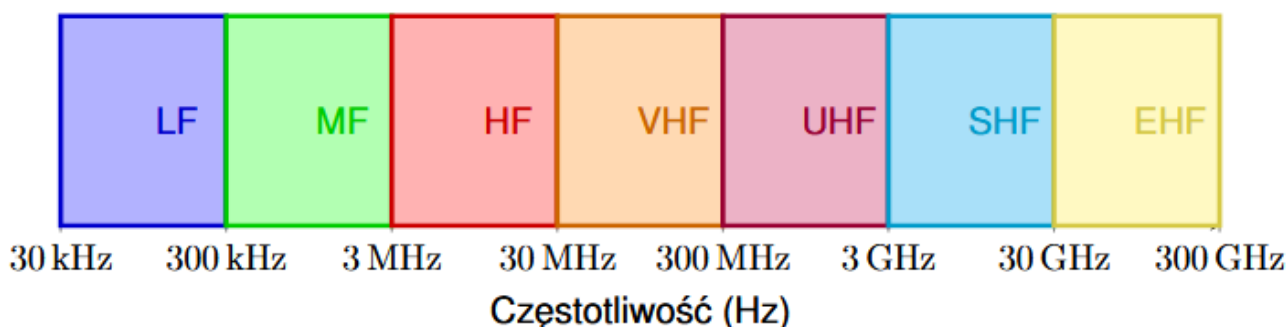 LF MF HF VHF UHF SHF EHF
30 kHz 300 kHz 3 MHz 30 MHz 300 MHz 3 GHz 30 GHz 300 GHz
Częstotliwość (Hz)